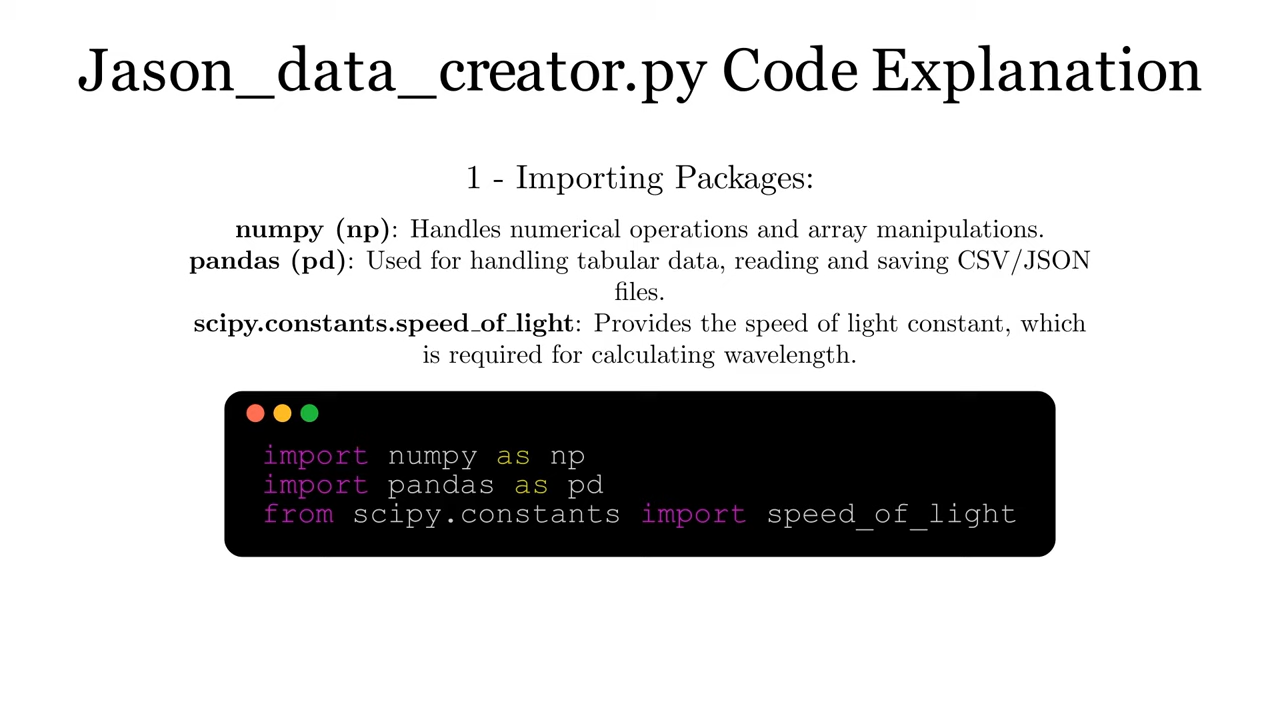 Jason_data_creator.py Code Explanation
1 - Importing Packages:
numpy (np): Handles numerical operations and array manipulations.
pandas (pd): Used for handling tabular data, reading and saving CSV/JSON
files.
scipy.constants.speed_of_light: Provides the speed of light constant, which
is required for calculating wavelength.
import numpy as np
import pandas as pd
from scipy.constants import speed_of_light